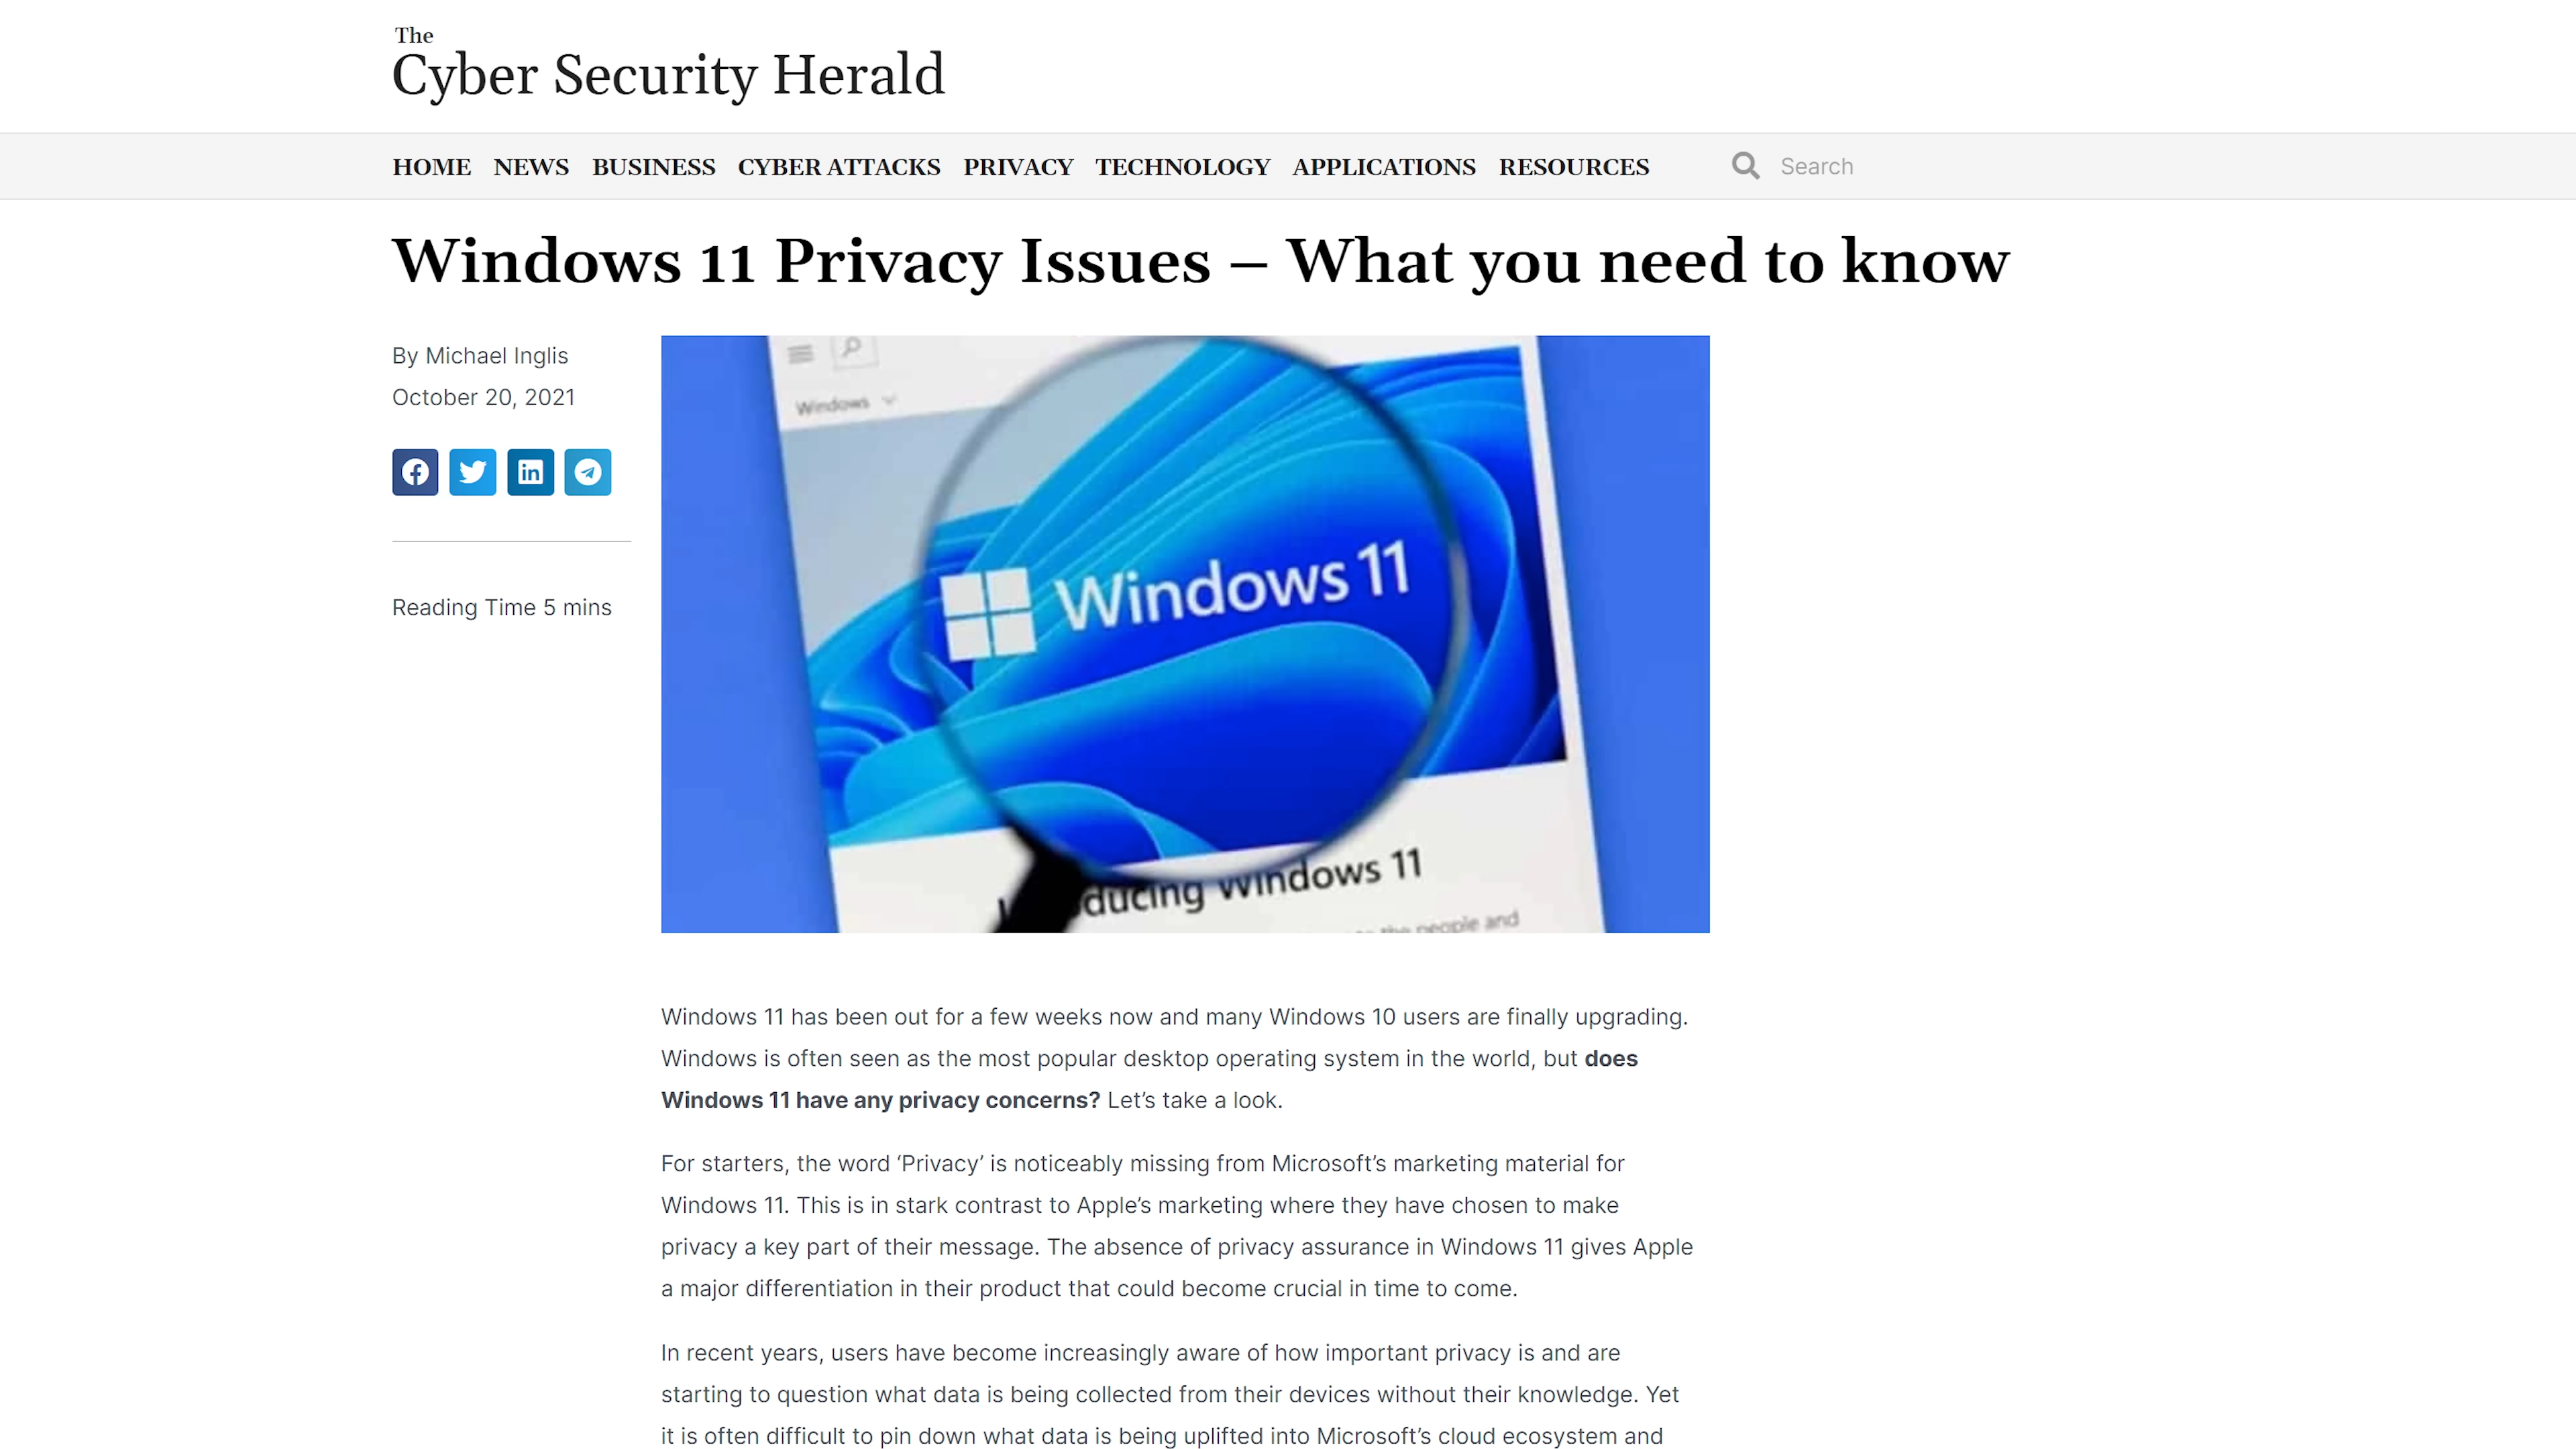 The
Cyber Security Herald
HOME NEWS BUSINESS CYBER ATTACKS PRIVACY TECHNOLOGY APPLICATIONS RESOURCES Search
Windows 11 Privacy Issues – What you need to know
By Michael Inglis
October 20, 2021
Reading Time 5 mins
Windows
Windows 11
ducing Windows 11
the people and
Windows 11 has been out for a few weeks now and many Windows 10 users are finally upgrading.
Windows is often seen as the most popular desktop operating system in the world, but does
Windows 11 have any privacy concerns? Let’s take a look.
For starters, the word ‘Privacy’ is noticeably missing from Microsoft’s marketing material for
Windows 11. This is in stark contrast to Apple’s marketing where they have chosen to make
privacy a key part of their message. The absence of privacy assurance in Windows 11 gives Apple
a major differentiation in their product that could become crucial in time to come.
In recent years, users have become increasingly aware of how important privacy is and are
starting to question what data is being collected from their devices without their knowledge. Yet
it is often difficult to pin down what data is being uplifted into Microsoft’s cloud ecosystem and